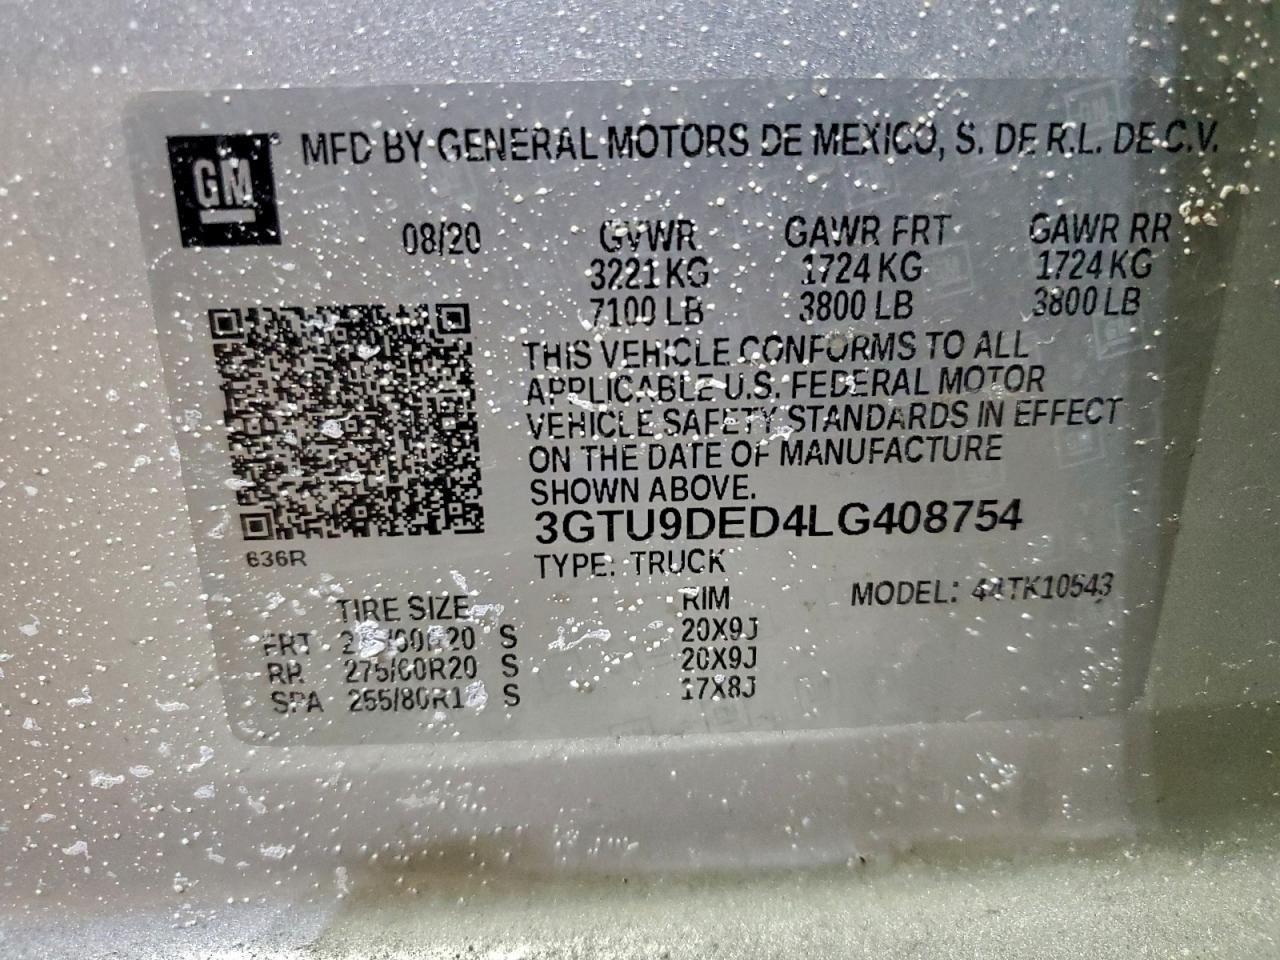 GM
MFD BY GENERAL MOTORS DE MEXICO, S. DE R.L. DE C.V.
08/20 GVWR GAWR FRT GAWR RR
3221 KG 1724 KG 1724 KG
7100 LB 3800 LB 3800 LB
THIS VEHICLE CONFORMS TO ALL
APPLICABLE U.S. FEDERAL MOTOR
VEHICLE SAFETY STANDARDS IN EFFECT
ON THE DATE OF MANUFACTURE
SHOWN ABOVE.
3GTU9DED4LG408754
636R
TYPE: TRUCK
MODEL: 44TK10543
TIRE SIZE RIM
FRT S 20X9J
RR 275/60R20 S 20X9J
SPA S 17X8J